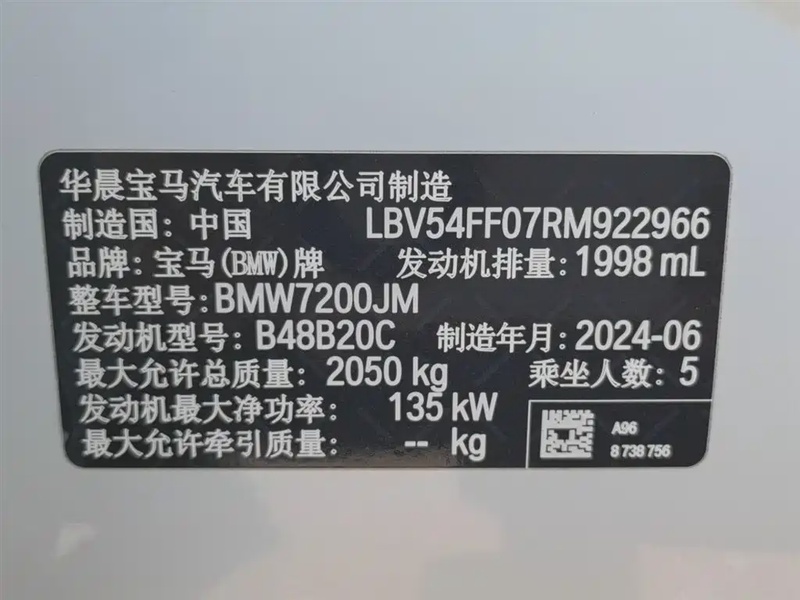 华晨宝马汽车有限公司制造
制造国：中国 LBV54FF07RM922966
品牌：宝马(BMW)牌 发动机排量：1998 mL
整车型号：BMW7200JM
发动机型号：B48B20C 制造年月：2024-06
最大允许总质量：2050 kg 乘坐人数：5
发动机最大净功率：135 kW
最大允许牵引质量：-- kg
A96
8 738 756